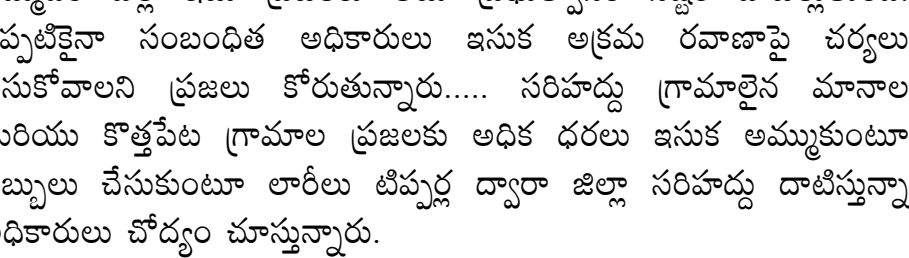 ప్పటికైనా సంబంధిత అధికారులు ఇసుక అక్రమ రవాణాపై చర్యలు
సుకోవాలని ప్రజలు కోరుతున్నారు..... సరిహద్దు గ్రామాలైన మానాల
రియు కొత్తపేట గ్రామాల ప్రజలకు అధిక ధరలు ఇసుక అమ్ముకుంటూ
బ్బులు చేసుకుంటూ లారీలు టిప్పర్ల ద్వారా జిల్లా సరిహద్దు దాటిస్తున్నా
ధికారులు చోద్యం చూస్తున్నారు.